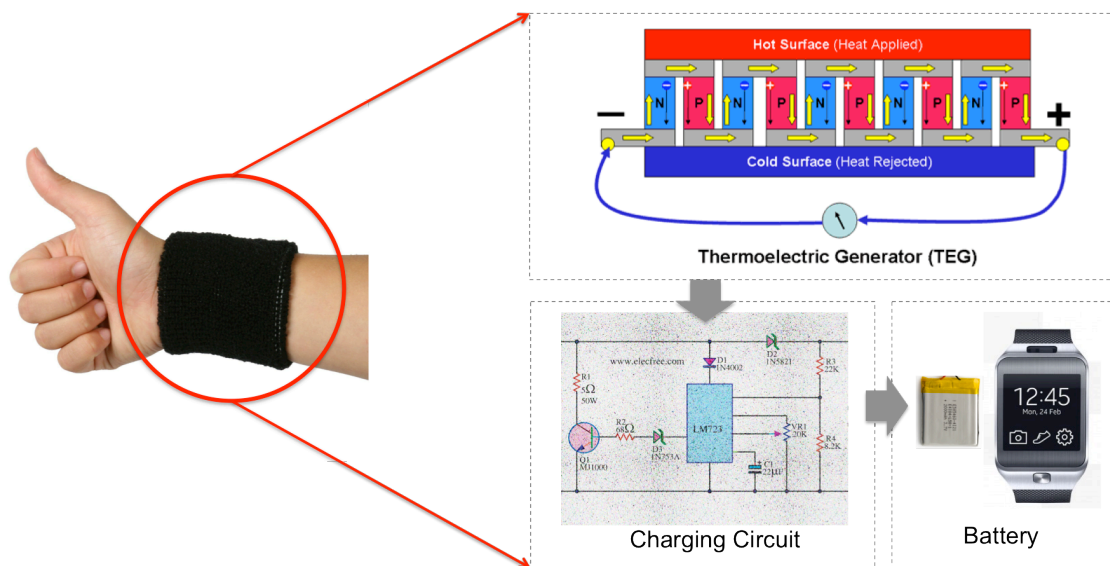 Hot Surface (Heat Applied)
N P N P N P N P N P
− +
Cold Surface (Heat Rejected)
Thermoelectric Generator (TEG)
www.elecfree.com
D1
1N4002
D2
1N5821
R3
22K
R1
5Ω
50W
R2
68Ω
D3
1N753A
LM723
VR1
20K
R4
8.2K
Q1
MJ1000
C1
22µF
Charging Circuit
12:45
Mon, 24 Feb
Battery